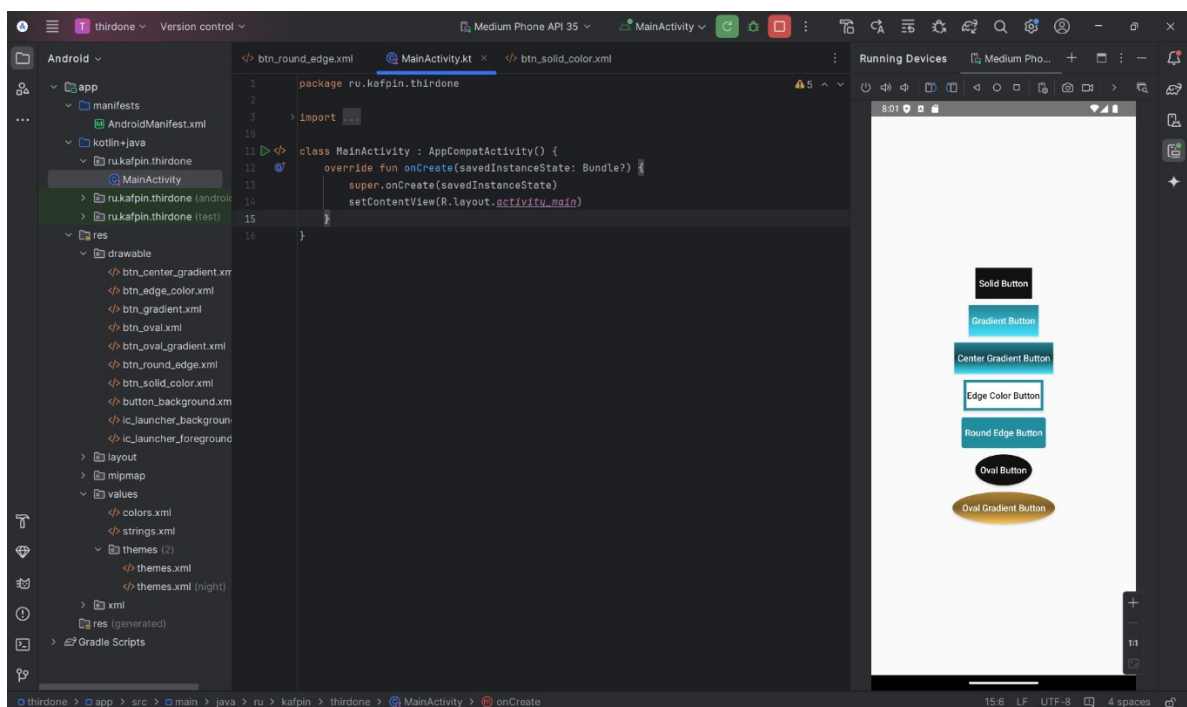 T thirdone Version control Medium Phone API 35 MainActivity
Android
app
manifests
AndroidManifest.xml
kotlin+java
ru.kafpin.thirdone
MainActivity
ru.kafpin.thirdone (androic
ru.kafpin.thirdone (test)
res
drawable
btn_center_gradient.xm
btn_edge_color.xml
btn_gradient.xml
btn_oval.xml
btn_oval_gradient.xml
btn_round_edge.xml
btn_solid_color.xml
button_background.xm
ic_launcher_backgroun
ic_launcher_foreground
layout
mipmap
values
colors.xml
strings.xml
themes (2)
themes.xml
themes.xml (night)
xml
res (generated)
Gradle Scripts
btn_round_edge.xml MainActivity.kt btn_solid_color.xml
1 package ru.kafpin.thirdone 5
2
3 import ...
10
11 class MainActivity : AppCompatActivity() {
12 override fun onCreate(savedInstanceState: Bundle?) {
13 super.onCreate(savedInstanceState)
14 setContentView(R.layout.activity_main)
15 }
16 }
Running Devices Medium Pho...
8:01
Solid Button
Gradient Button
Center Gradient Button
Edge Color Button
Round Edge Button
Oval Button
Oval Gradient Button
1:1
thirdone > app > src > main > java > ru > kafpin > thirdone > MainActivity > onCreate 15:6 LF UTF-8 4 spaces